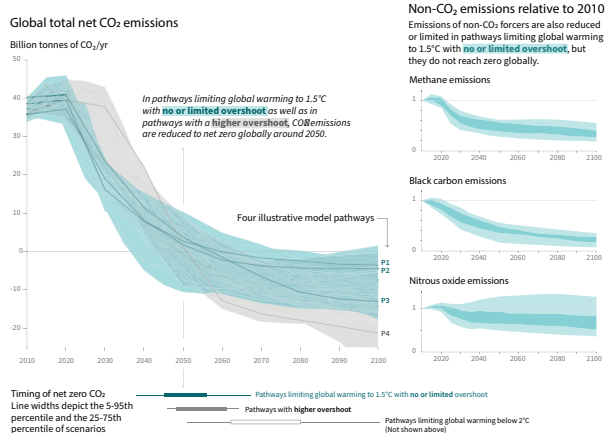 Global total net CO₂ emissions
Billion tonnes of CO₂/yr
50
40
30
20
10
0
-10
-20
2010
2020
2030
2040
2050
2060
2070
2080
2090
2100
In pathways limiting global warming to 1.5°C
with no or limited overshoot as well as in
pathways with a higher overshoot, CO2 emissions
are reduced to net zero globally around 2050.
Four illustrative model pathways
P1
P2
P3
P4
Non-CO₂ emissions relative to 2010
Emissions of non-CO₂ forcers are also reduced
or limited in pathways limiting global warming
to 1.5°C with no or limited overshoot, but
they do not reach zero globally.
Methane emissions
1
0
2020 2040 2060 2080 2100
Black carbon emissions
1
0
2020 2040 2060 2080 2100
Nitrous oxide emissions
1
0
2020 2040 2060 2080 2100
Timing of net zero CO₂
Line widths depict the 5-95th
percentile and the 25-75th
percentile of scenarios
Pathways limiting global warming to 1.5°C with no or limited overshoot
Pathways with higher overshoot
Pathways limiting global warming below 2°C
(Not shown above)